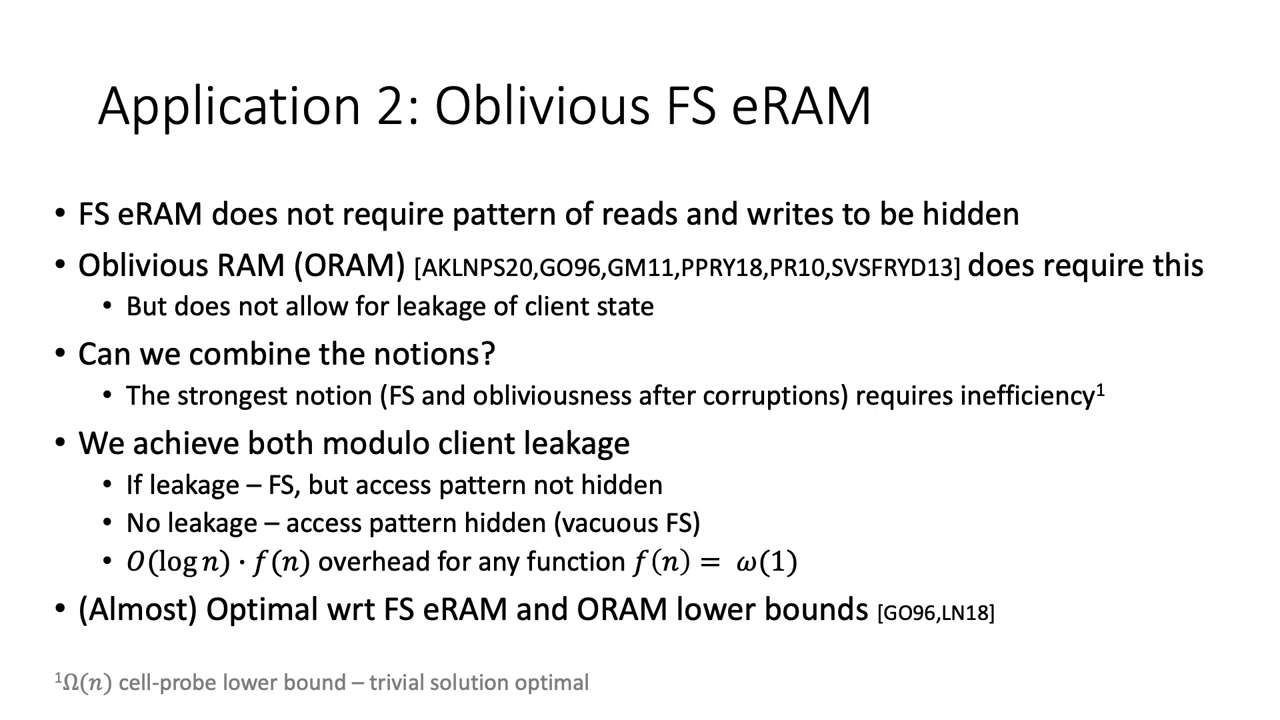 Application 2: Oblivious FS eRAM
• FS eRAM does not require pattern of reads and writes to be hidden
• Oblivious RAM (ORAM) [AKLNPS20,GO96,GM11,PPRY18,PR10,SVSFRYD13] does require this
• But does not allow for leakage of client state
• Can we combine the notions?
• The strongest notion (FS and obliviousness after corruptions) requires inefficiency¹
• We achieve both modulo client leakage
• If leakage – FS, but access pattern not hidden
• No leakage – access pattern hidden (vacuous FS)
• 𝑂(log 𝑛) · 𝑓(𝑛) overhead for any function 𝑓(𝑛) = 𝜔(1)
• (Almost) Optimal wrt FS eRAM and ORAM lower bounds [GO96,LN18]
¹Ω(𝑛) cell-probe lower bound – trivial solution optimal